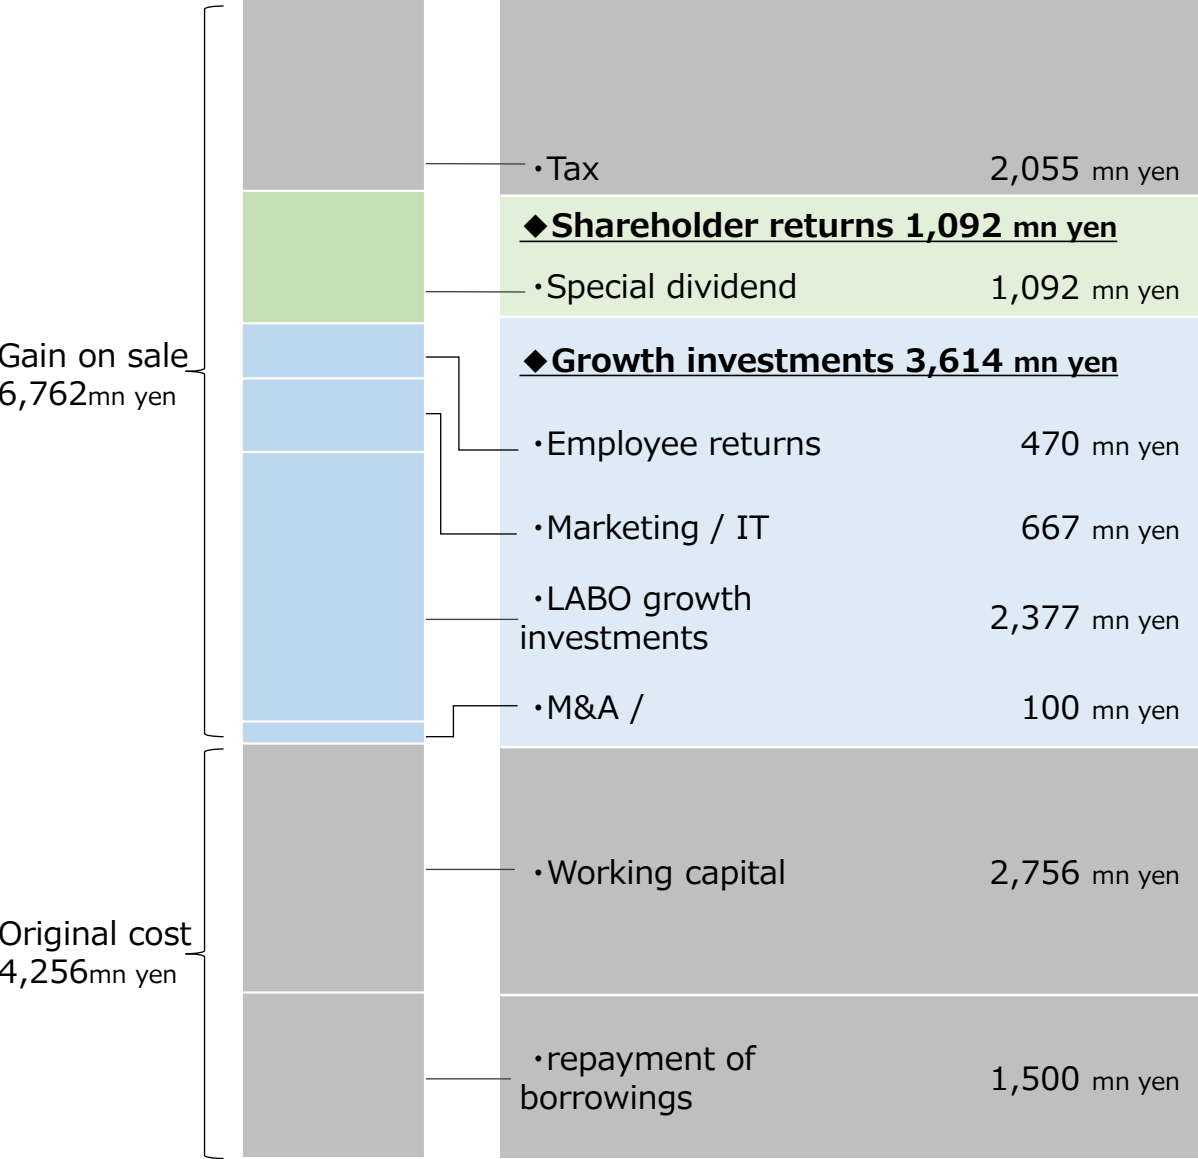 ・Tax 2,055 mn yen
◆Shareholder returns 1,092 mn yen
・Special dividend 1,092 mn yen
Gain on sale
6,762mn yen
◆Growth investments 3,614 mn yen
・Employee returns 470 mn yen
・Marketing / IT 667 mn yen
・LABO growth
investments 2,377 mn yen
・M&A / 100 mn yen
・Working capital 2,756 mn yen
Original cost
4,256mn yen
・repayment of
borrowings 1,500 mn yen